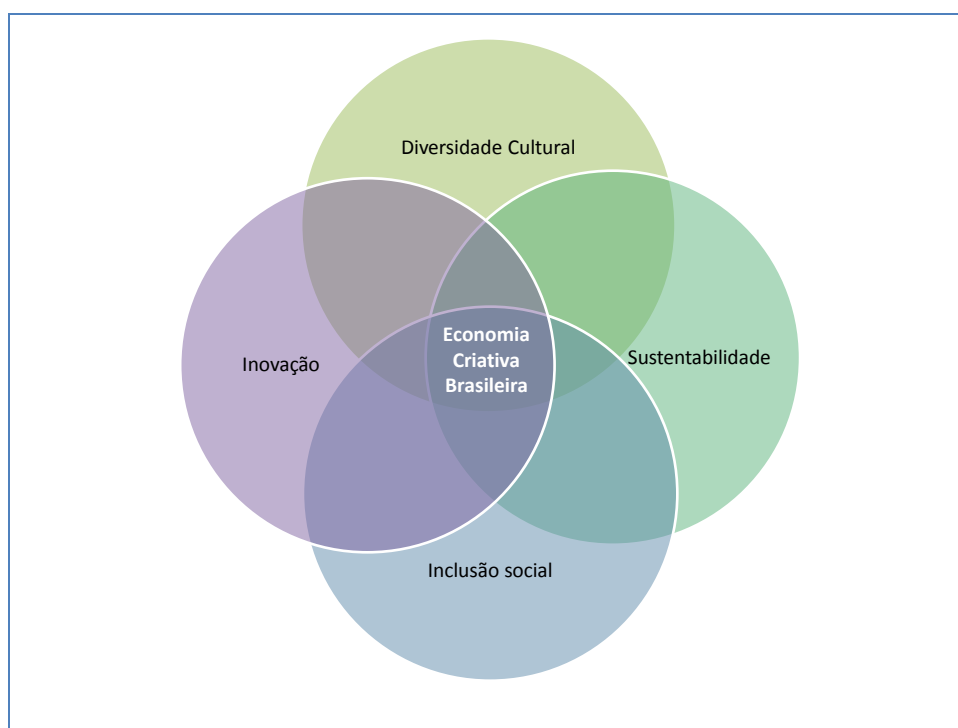 Diversidade Cultural
Economia
Criativa
Brasileira
Inovação
Sustentabilidade
Inclusão social